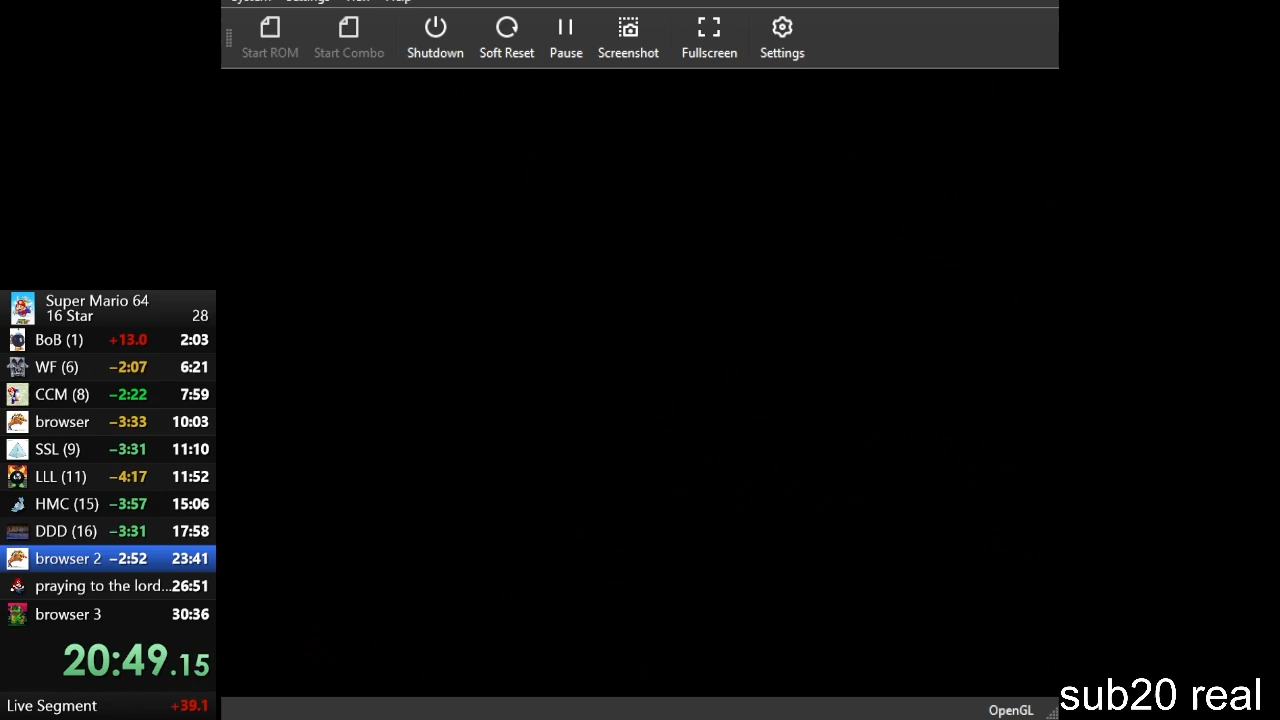 System Settings View Help
Start ROM Start Combo Shutdown Soft Reset Pause Screenshot Fullscreen Settings
Super Mario 64
16 Star 28
BoB (1) +13.0 2:03
WF (6) −2:07 6:21
CCM (8) −2:22 7:59
browser −3:33 10:03
SSL (9) −3:31 11:10
LLL (11) −4:17 11:52
HMC (15) −3:57 15:06
DDD (16) −3:31 17:58
browser 2 −2:52 23:41
praying to the lord... 26:51
browser 3 30:36
20:49.15
Live Segment +39.1
OpenGL
sub20 real